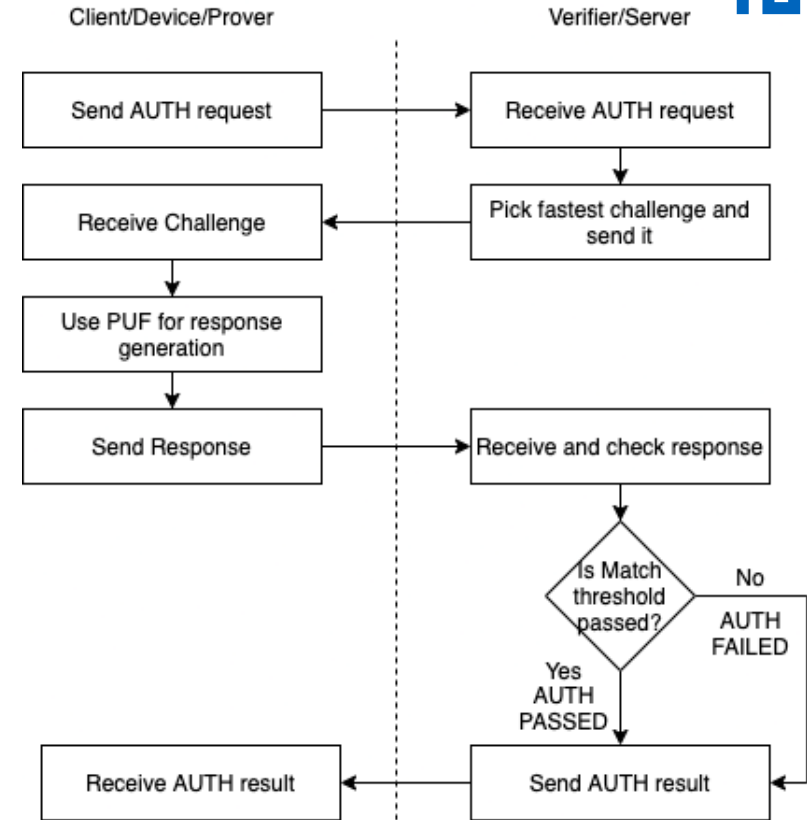 Client/Device/Prover
Verifier/Server
Send AUTH request
Receive AUTH request
Receive Challenge
Pick fastest challenge and
send it
Use PUF for response
generation
Send Response
Receive and check response
Is Match
threshold
passed?
No
AUTH
FAILED
Yes
AUTH
PASSED
Receive AUTH result
Send AUTH result